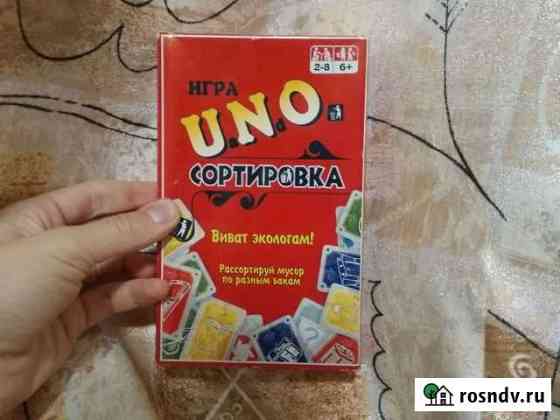 2-8 6+
ИГРА
U.N.O.
СОРТИРОВКА
Виват экологам!
Рассортируй мусор
по разным бакам
rosndv.ru